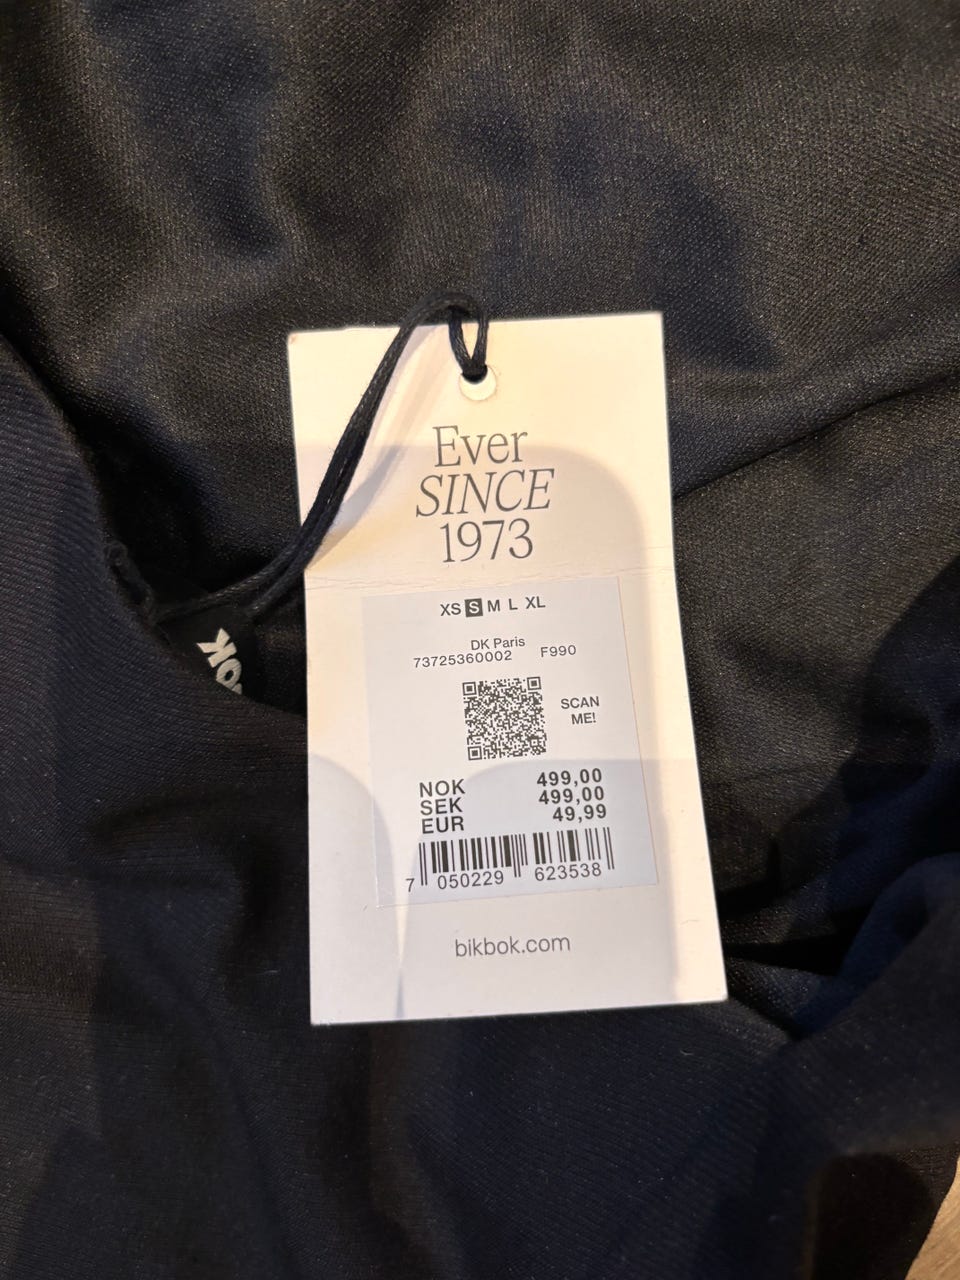 Ever
SINCE
1973
XS S M L XL
DK Paris
73725360002 F990
SCAN
ME!
NOK 499,00
SEK 499,00
EUR 49,99
7 050229 623538
bikbok.com
OK